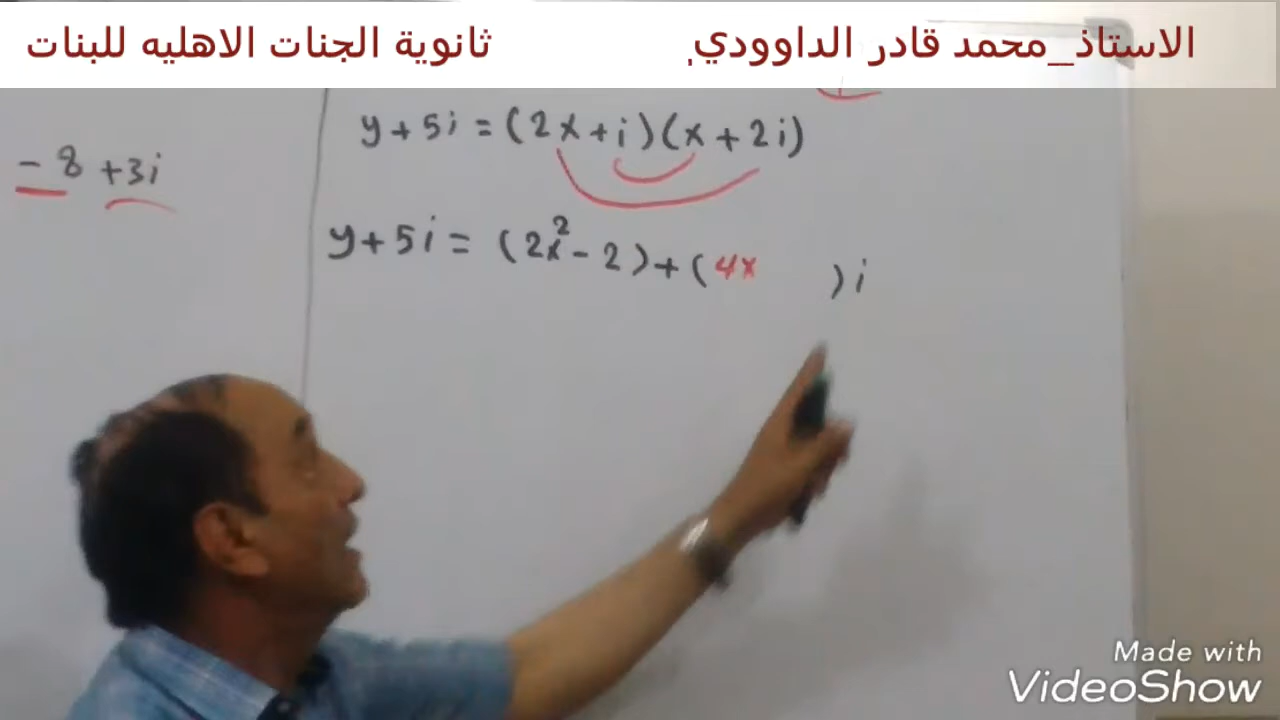 الاستاذ_محمد قادر الداوودي ثانوية الجنات الاهليه للبنات
y + 5i = (2x + i)(x + 2i)
- 8 + 3i
y + 5i = (2x² - 2) + (4x ) i
Made with
VideoShow